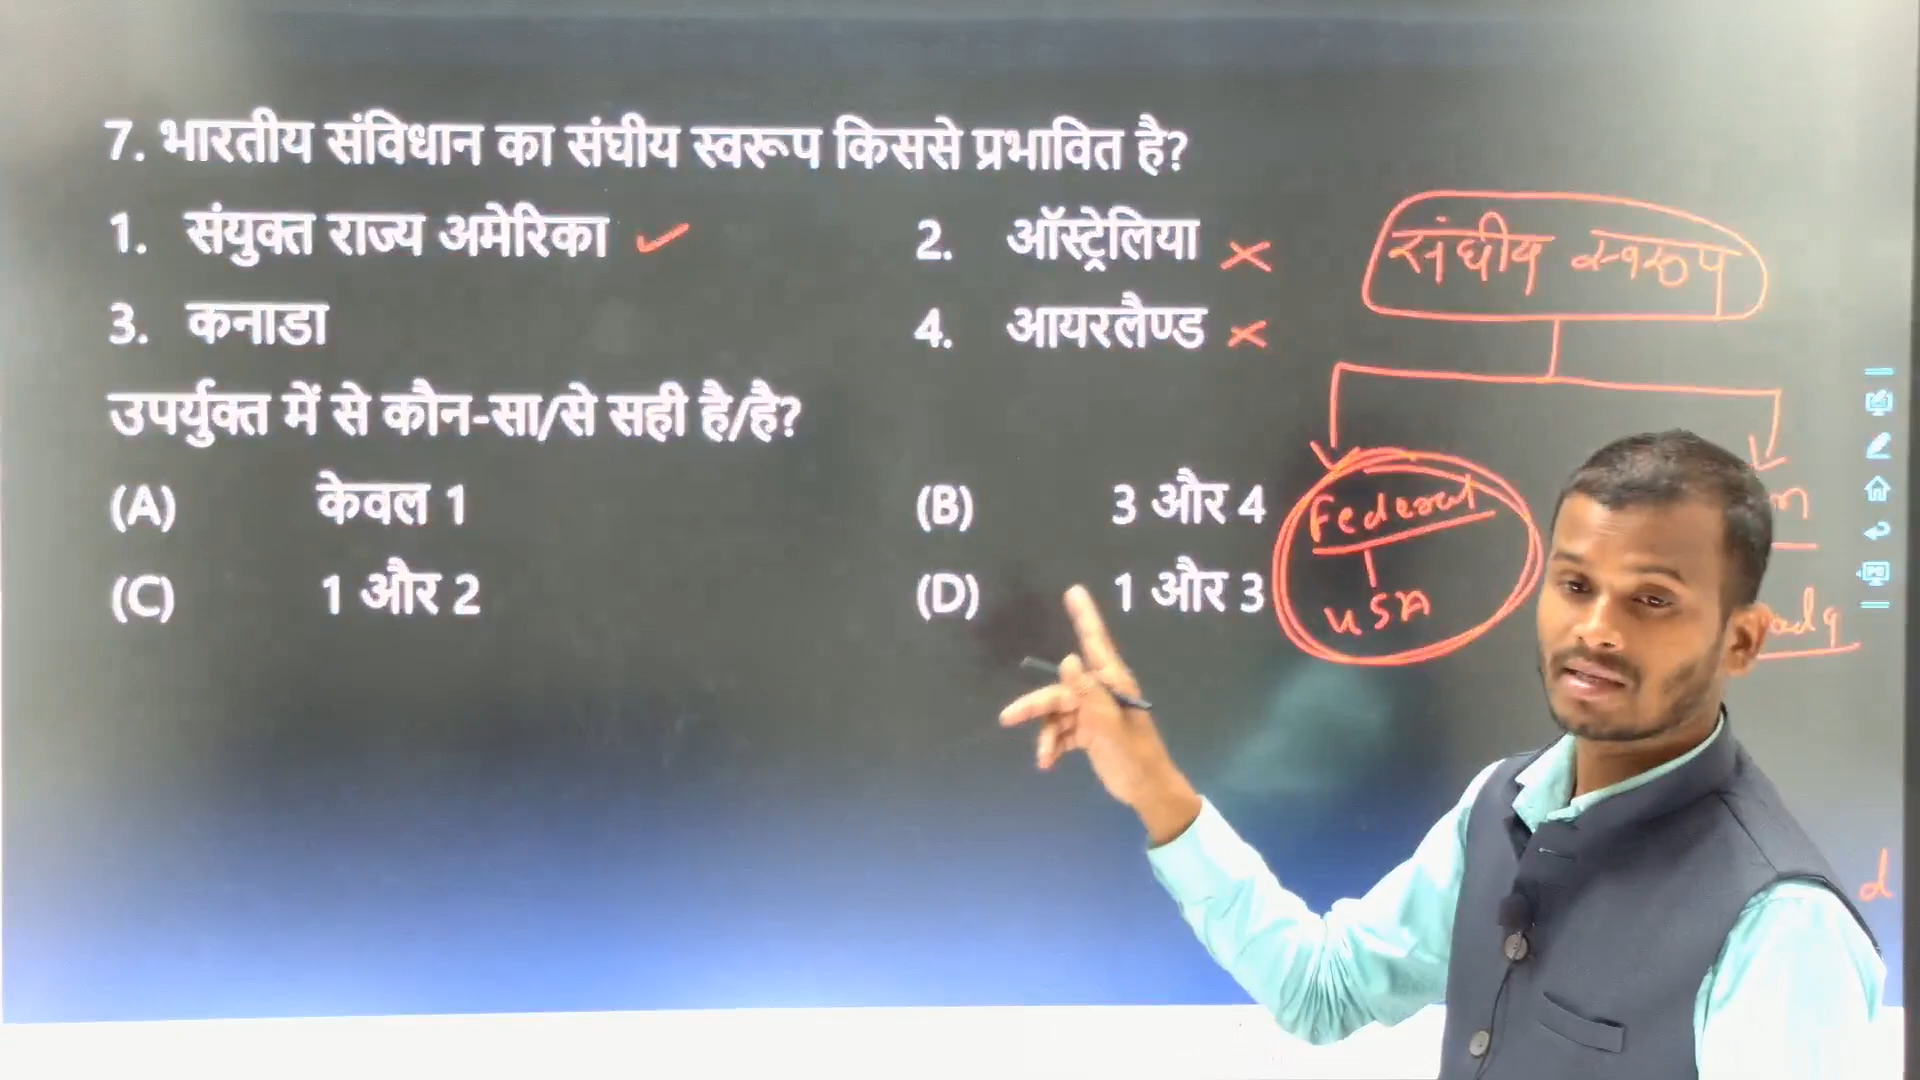 7. भारतीय संविधान का संघीय स्वरूप किससे प्रभावित है?
1. संयुक्त राज्य अमेरिका
2. ऑस्ट्रेलिया
3. कनाडा
4. आयरलैण्ड
उपर्युक्त में से कौन-सा/से सही है/है?
(A) केवल 1
(B) 3 और 4
(C) 1 और 2
(D) 1 और 3
संघीय स्वरूप
Federal
USA
d